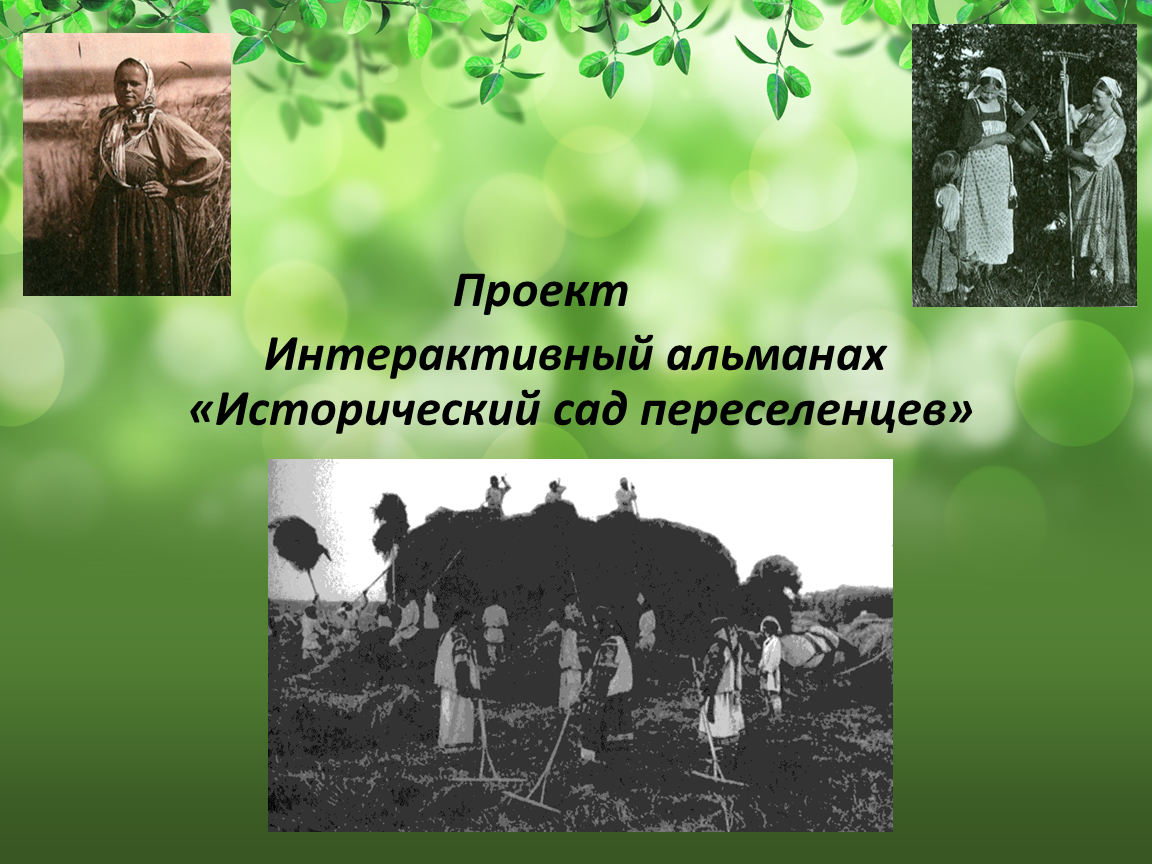 Проект
Интерактивный альманах
«Исторический сад переселенцев»